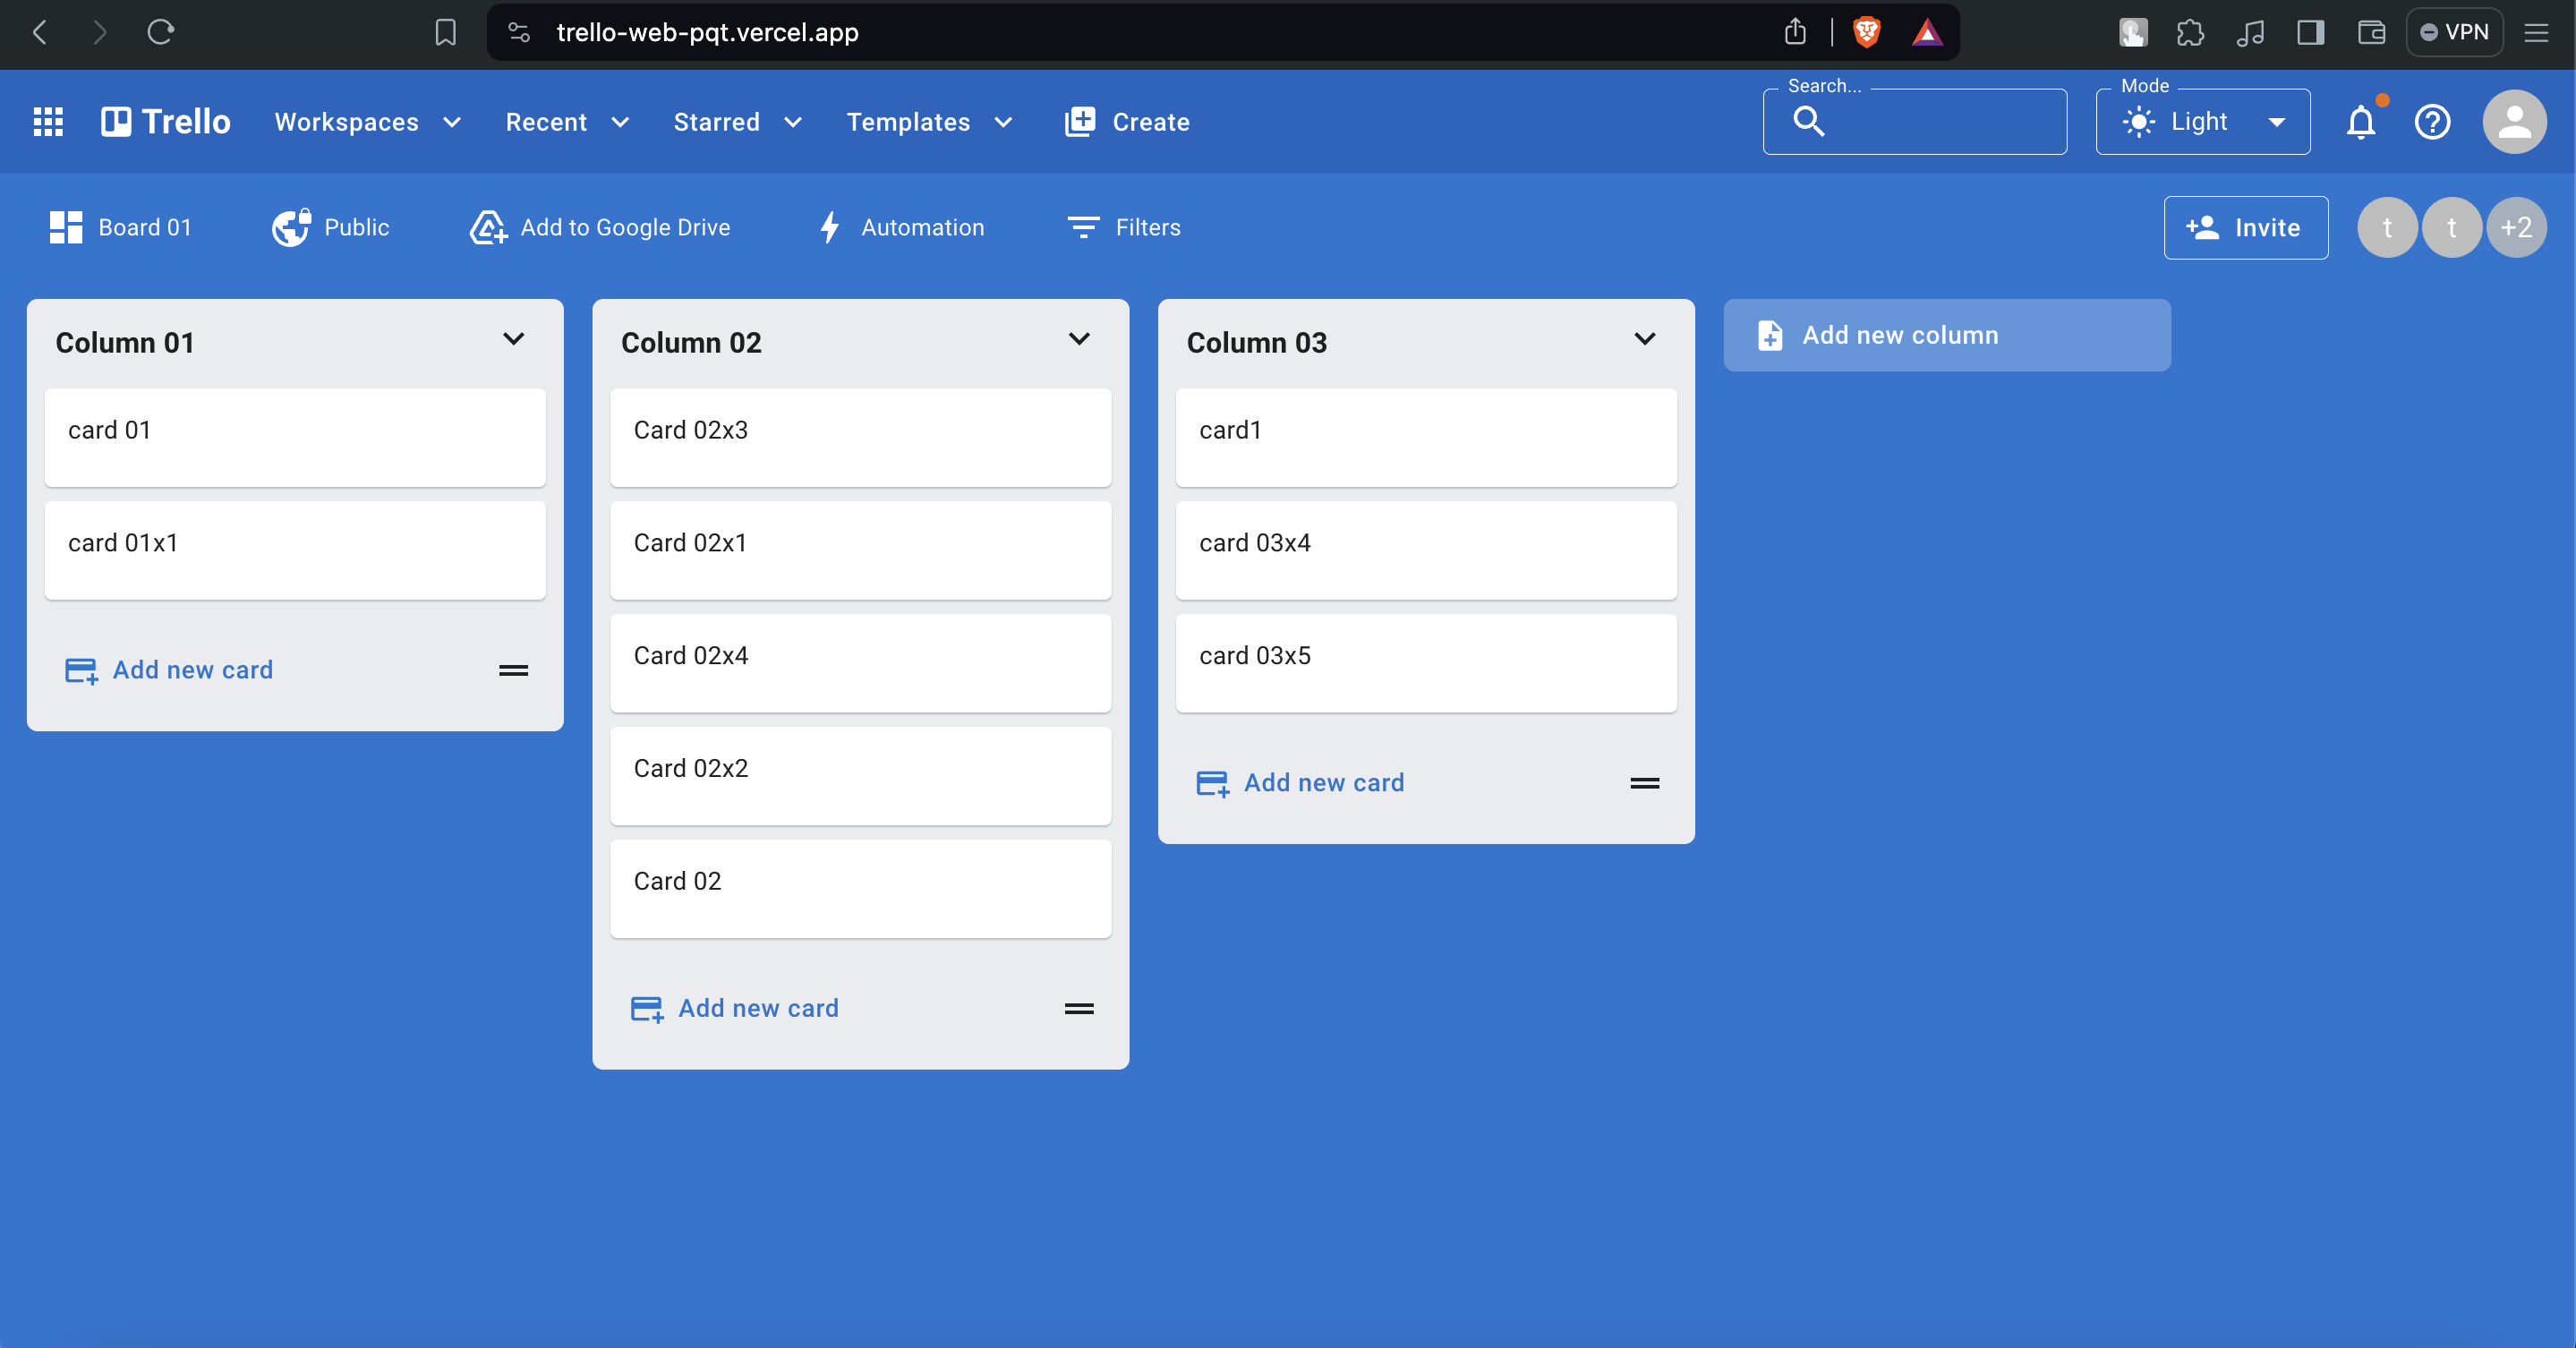 trello-web-pqt.vercel.app
VPN
Trello
Workspaces
Recent
Starred
Templates
Create
Search...
Mode
Light
Board 01
Public
Add to Google Drive
Automation
Filters
Invite
t
t
+2
Column 01
card 01
card 01x1
Add new card
Column 02
Card 02x3
Card 02x1
Card 02x4
Card 02x2
Card 02
Add new card
Column 03
card1
card 03x4
card 03x5
Add new card
Add new column